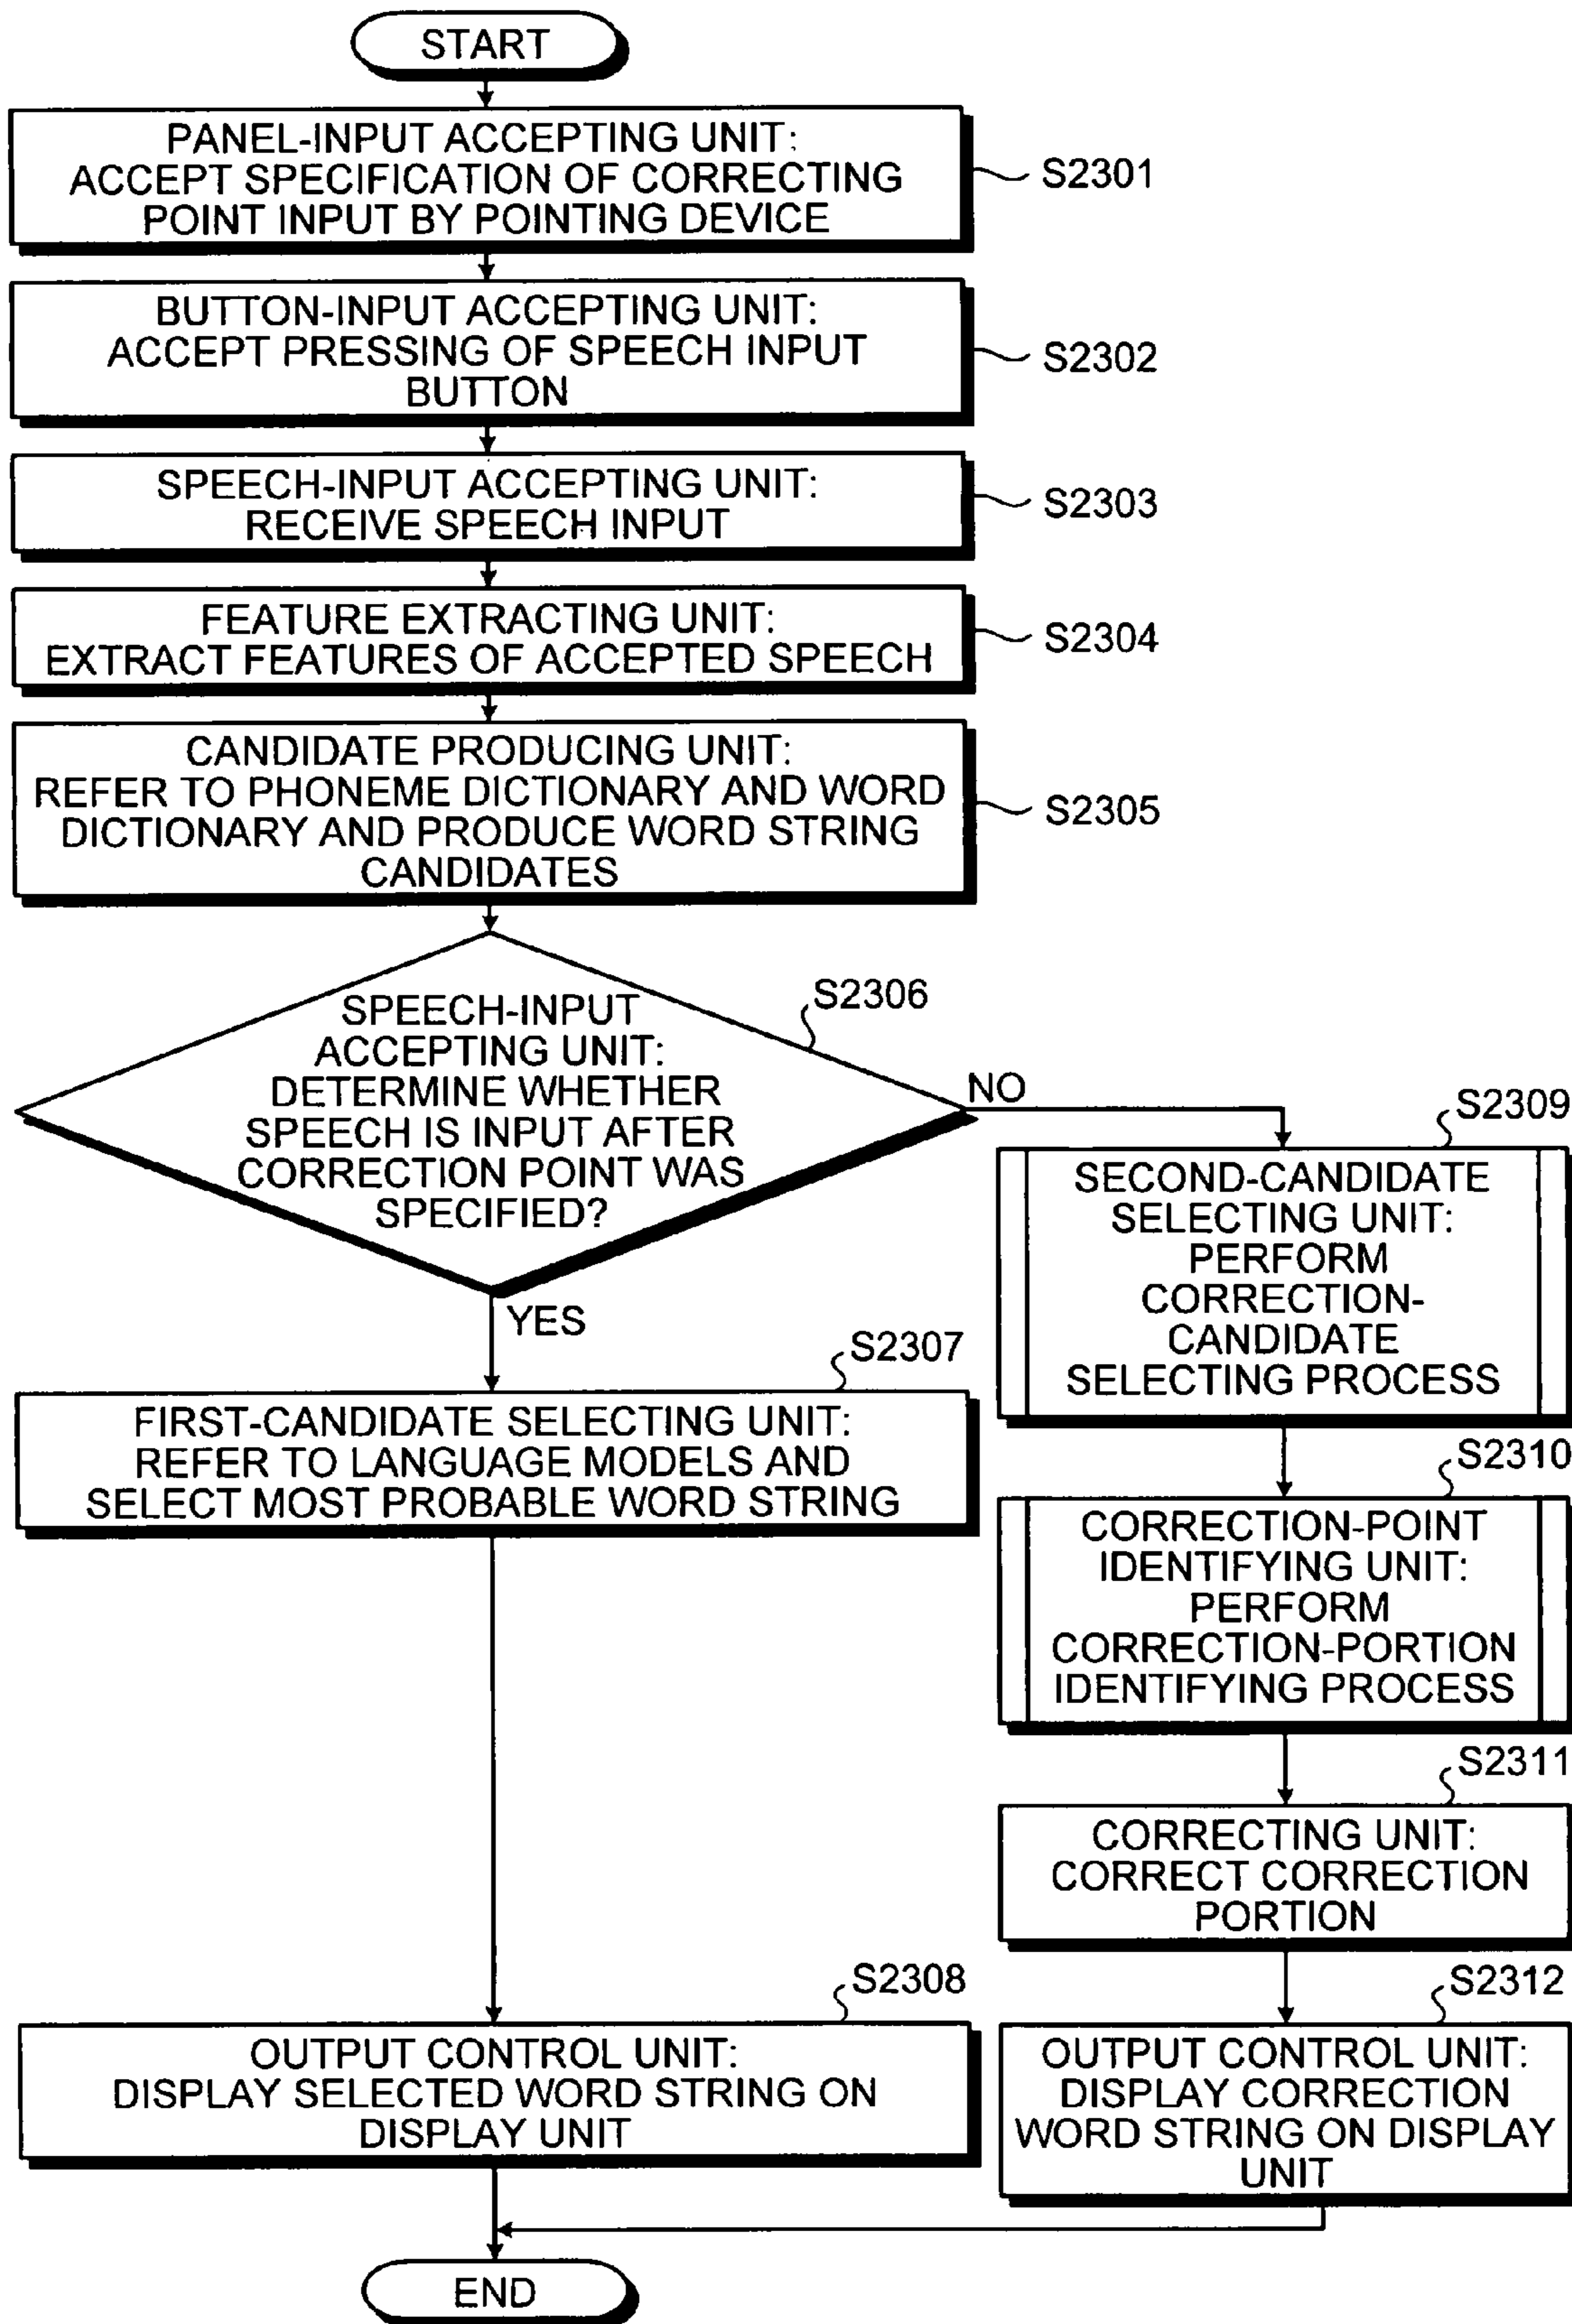 START
PANEL-INPUT ACCEPTING UNIT:
ACCEPT SPECIFICATION OF CORRECTING
POINT INPUT BY POINTING DEVICE
S2301
BUTTON-INPUT ACCEPTING UNIT:
ACCEPT PRESSING OF SPEECH INPUT
BUTTON
S2302
SPEECH-INPUT ACCEPTING UNIT:
RECEIVE SPEECH INPUT
S2303
FEATURE EXTRACTING UNIT:
EXTRACT FEATURES OF ACCEPTED SPEECH
S2304
CANDIDATE PRODUCING UNIT:
REFER TO PHONEME DICTIONARY AND WORD
DICTIONARY AND PRODUCE WORD STRING
CANDIDATES
S2305
SPEECH-INPUT
ACCEPTING UNIT:
DETERMINE WHETHER
SPEECH IS INPUT AFTER
CORRECTION POINT WAS
SPECIFIED?
S2306
NO
YES
S2307
FIRST-CANDIDATE SELECTING UNIT:
REFER TO LANGUAGE MODELS AND
SELECT MOST PROBABLE WORD STRING
S2308
OUTPUT CONTROL UNIT:
DISPLAY SELECTED WORD STRING ON
DISPLAY UNIT
S2309
SECOND-CANDIDATE
SELECTING UNIT:
PERFORM
CORRECTION-
CANDIDATE
SELECTING PROCESS
S2310
CORRECTION-POINT
IDENTIFYING UNIT:
PERFORM
CORRECTION-PORTION
IDENTIFYING PROCESS
S2311
CORRECTING UNIT:
CORRECT CORRECTION
PORTION
S2312
OUTPUT CONTROL UNIT:
DISPLAY CORRECTION
WORD STRING ON DISPLAY
UNIT
END